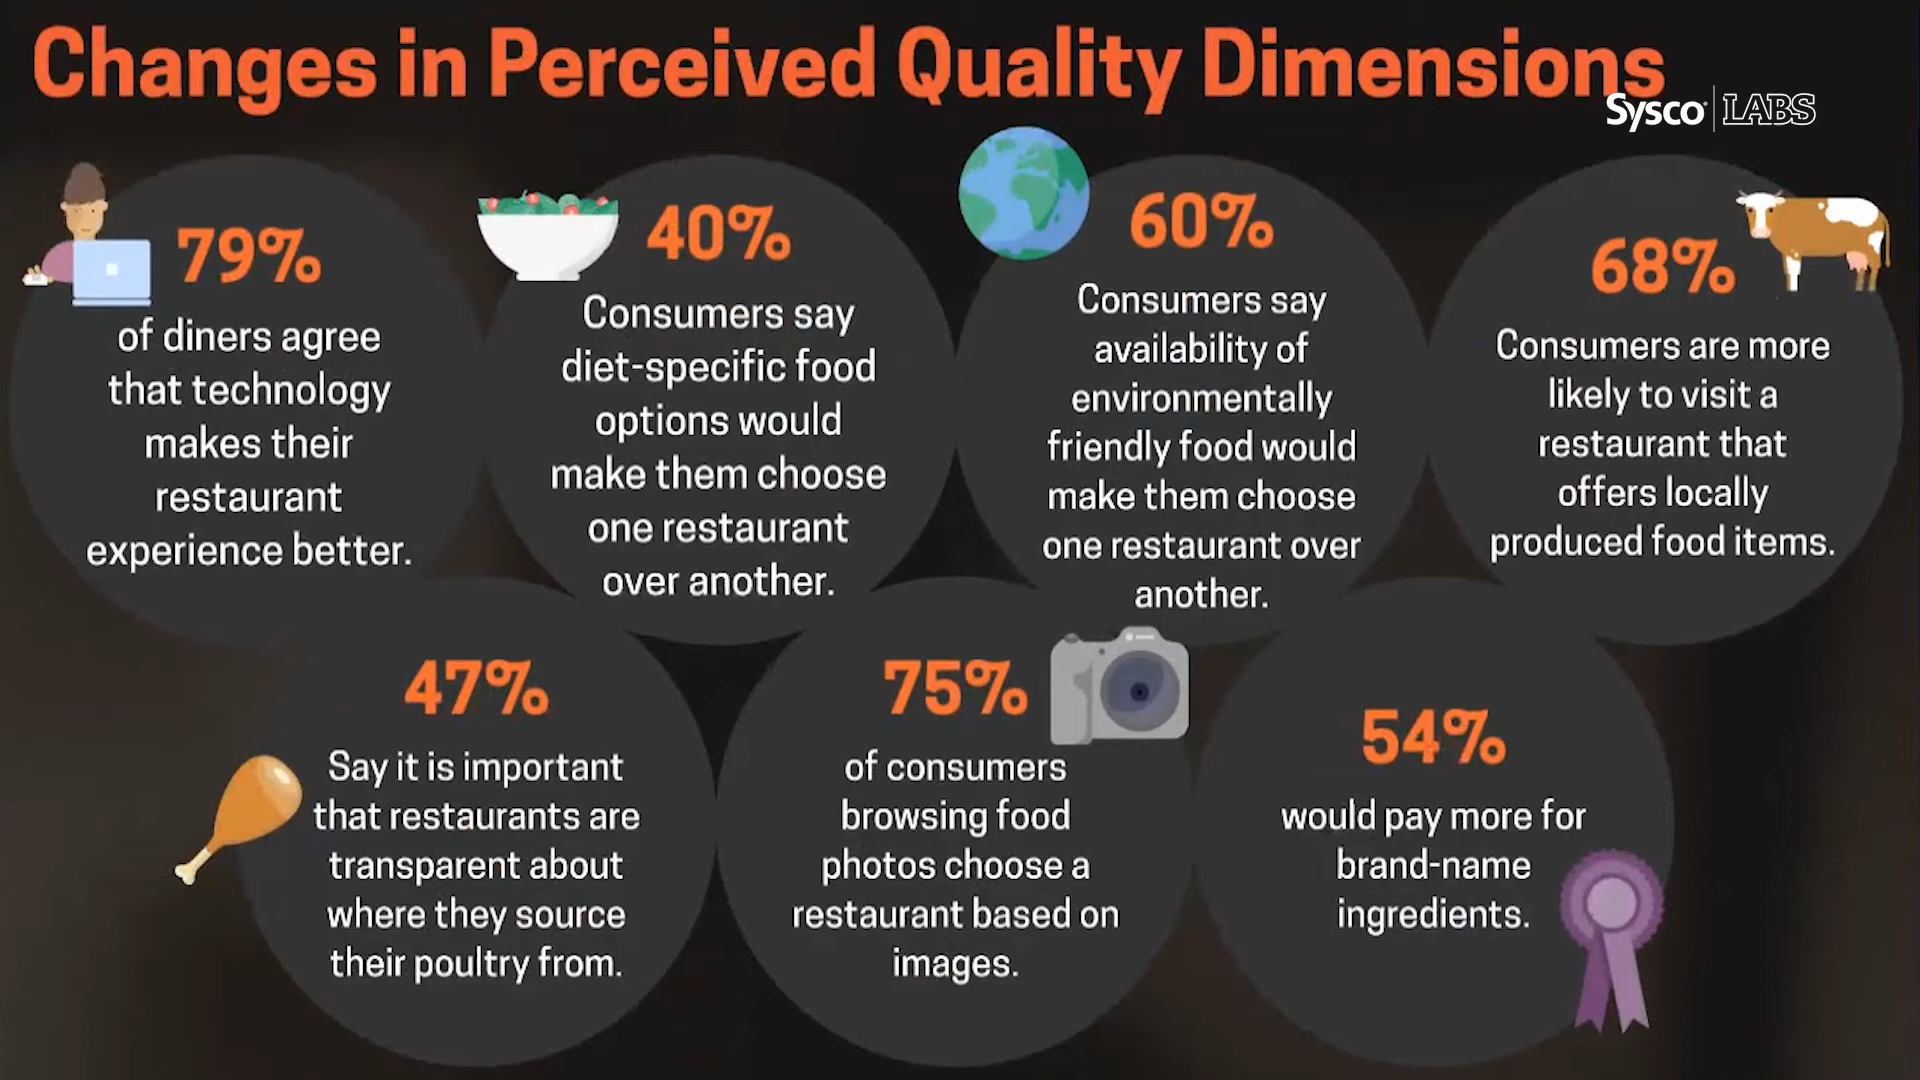 Changes in Perceived Quality Dimensions
Sysco LABS
79%
of diners agree
that technology
makes their
restaurant
experience better.
40%
Consumers say
diet-specific food
options would
make them choose
one restaurant
over another.
60%
Consumers say
availability of
environmentally
friendly food would
make them choose
one restaurant over
another.
68%
Consumers are more
likely to visit a
restaurant that
offers locally
produced food items.
47%
Say it is important
that restaurants are
transparent about
where they source
their poultry from.
75%
of consumers
browsing food
photos choose a
restaurant based on
images.
54%
would pay more for
brand-name
ingredients.